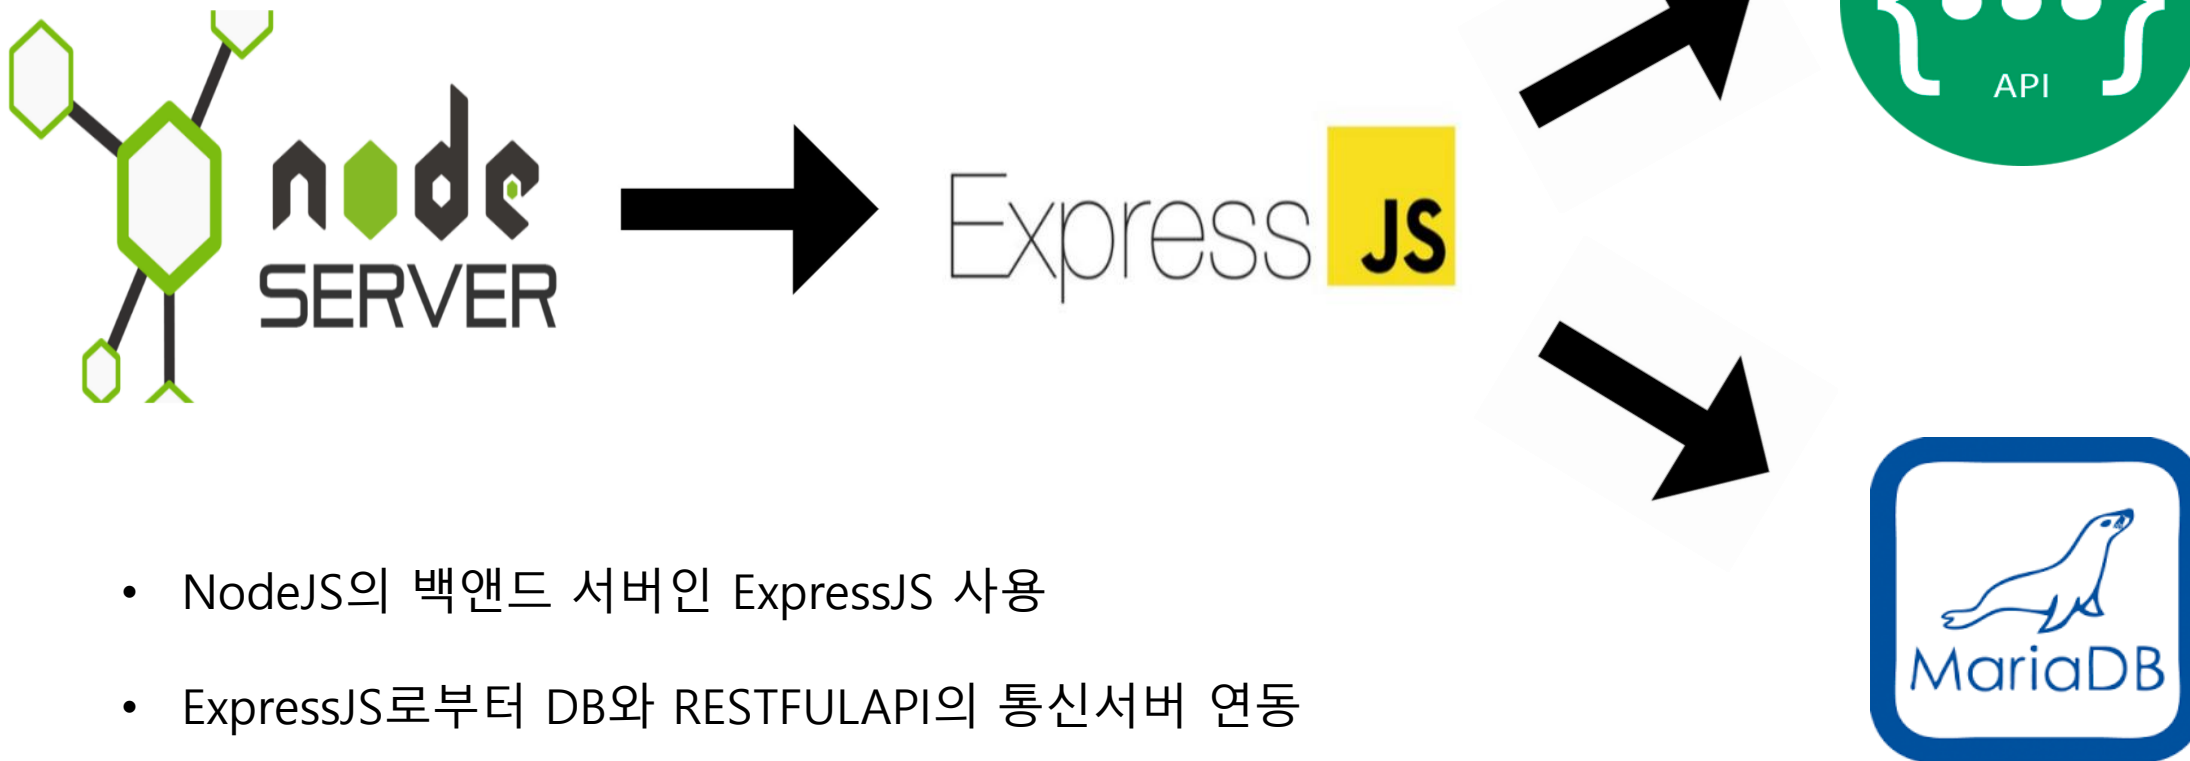 API
node
SERVER
Express JS
MariaDB
• NodeJS의 백앤드 서버인 ExpressJS 사용
• ExpressJS로부터 DB와 RESTFULAPI의 통신서버 연동